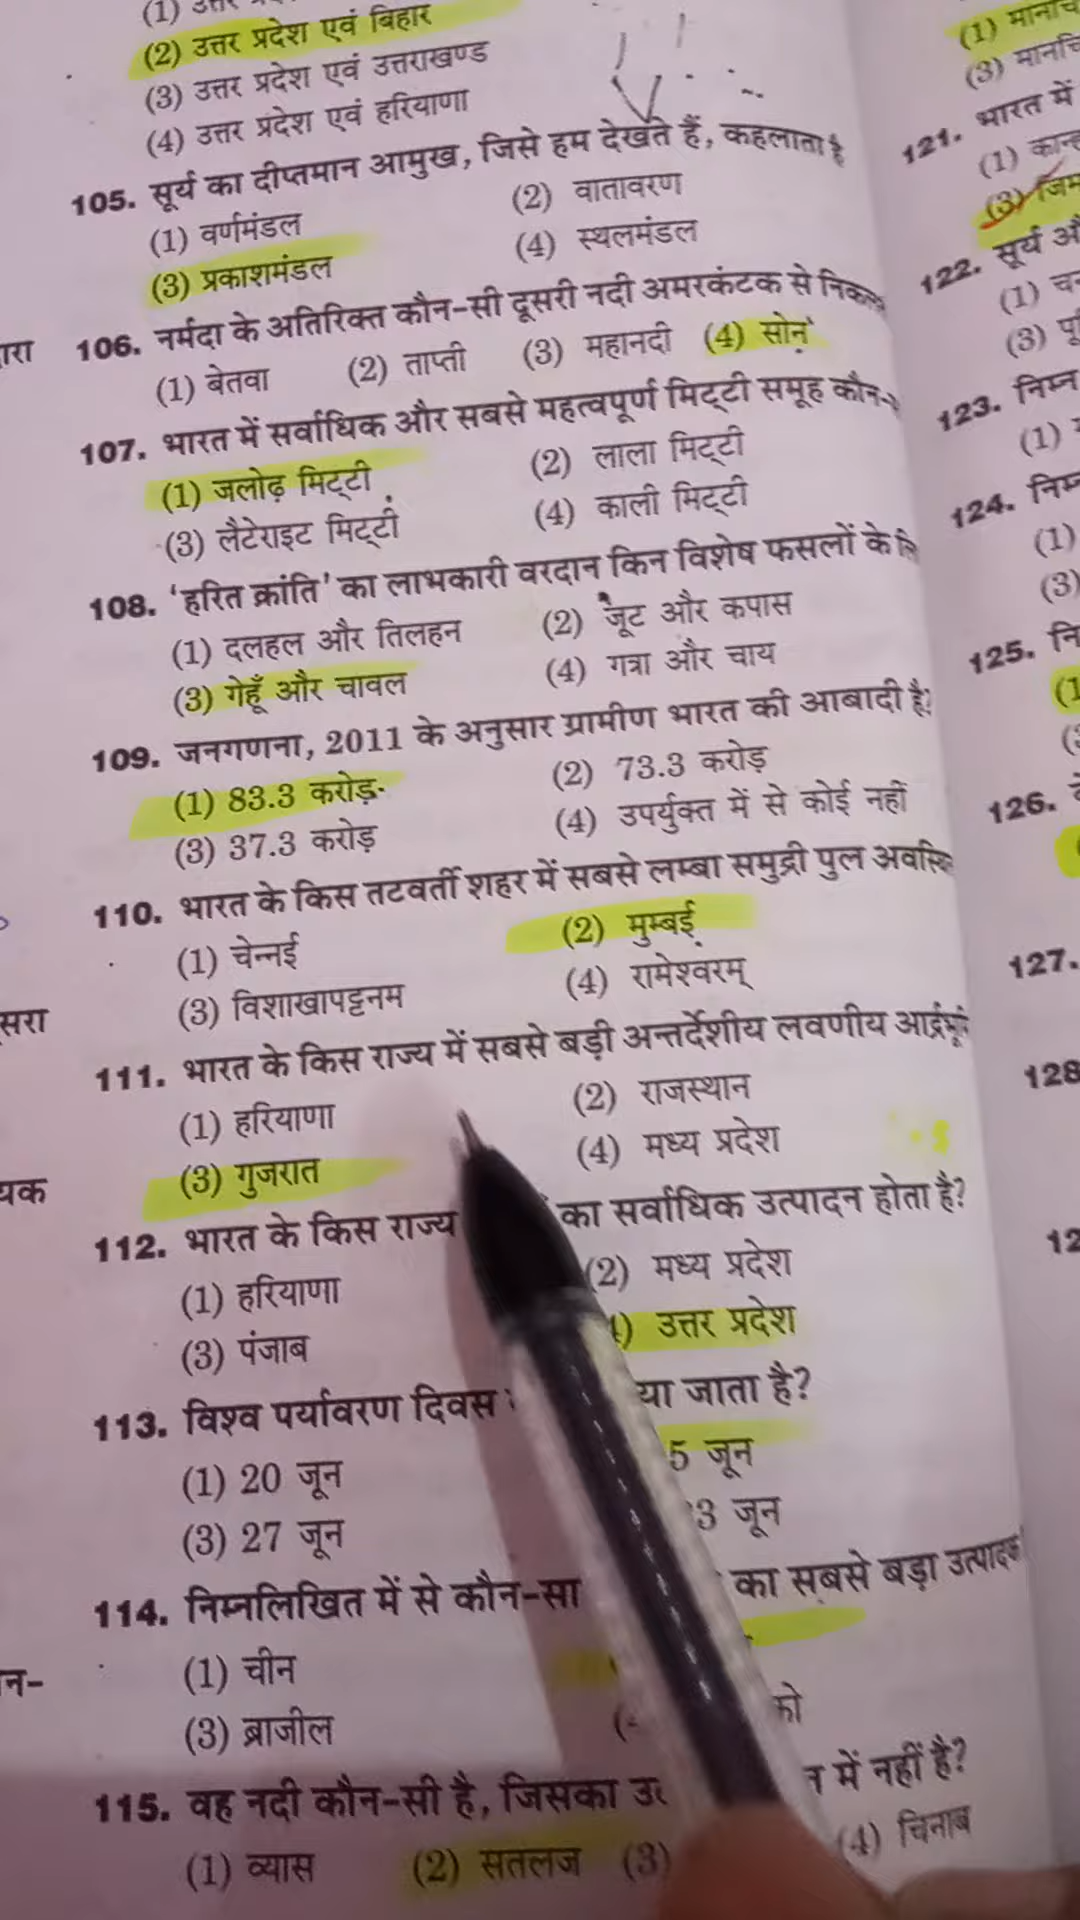 (2) उत्तर प्रदेश एवं बिहार
(3) उत्तर प्रदेश एवं उत्तराखण्ड
(4) उत्तर प्रदेश एवं हरियाणा
105. सूर्य का दीप्तमान आमुख, जिसे हम देखते हैं, कहलाता है
(1) वर्णमंडल (2) वातावरण
(3) प्रकाशमंडल (4) स्थलमंडल
106. नर्मदा के अतिरिक्त कौन-सी दूसरी नदी अमरकंटक से
(1) बेतवा (2) ताप्ती (3) महानदी (4) सोन
107. भारत में सर्वाधिक और सबसे महत्वपूर्ण मिट्टी समूह कौन-
(1) जलोढ़ मिट्टी (2) लाला मिट्टी
(3) लैटेराइट मिट्टी (4) काली मिट्टी
108. 'हरित क्रांति' का लाभकारी वरदान किन विशेष फसलों के
(1) दलहल और तिलहन (2) जूट और कपास
(3) गेहूँ और चावल (4) गन्ना और चाय
109. जनगणना, 2011 के अनुसार ग्रामीण भारत की आबादी है?
(1) 83.3 करोड़ (2) 73.3 करोड़
(3) 37.3 करोड़ (4) उपर्युक्त में से कोई नहीं
110. भारत के किस तटवर्ती शहर में सबसे लम्बा समुद्री पुल
(1) चेन्नई (2) मुम्बई
(3) विशाखापट्टनम (4) रामेश्वरम्
111. भारत के किस राज्य में सबसे बड़ी अन्तर्देशीय लवणीय
(1) हरियाणा (2) राजस्थान
(3) गुजरात (4) मध्य प्रदेश
112. भारत के किस राज्य का सर्वाधिक उत्पादन होता है?
(1) हरियाणा (2) मध्य प्रदेश
(3) पंजाब उत्तर प्रदेश
113. विश्व पर्यावरण दिवस जाता है?
(1) 20 जून 5 जून
(3) 27 जून 3 जून
114. निम्नलिखित में से कौन-सा का सबसे बड़ा
(1) चीन
(3) ब्राजील
115. वह नदी कौन-सी है, जिसका में नहीं है?
(1) व्यास (2) सतलज (3) (4) चिनाब
121. भारत में
(1)
(3)
122. सूर्य
(1)
(3)
123. निम्न
(1)
124.
(1)
(3)
125.
126.
127.
128